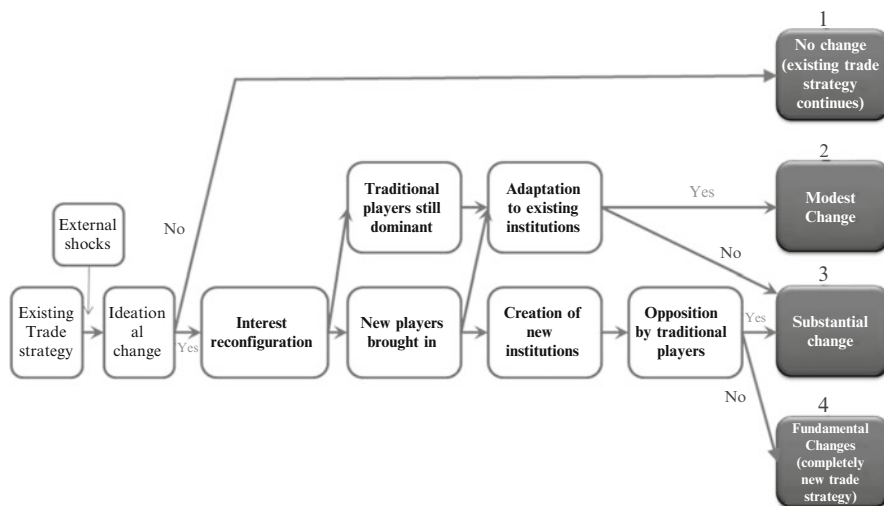 1
No change
(existing trade
strategy
continues)
2
Traditional
players still
dominant
Adaptation
to existing
institutions
Yes
Modest
Change
External
shocks
No
No
3
Existing
Trade
strategy
Ideation
al
change
Yes
Interest
reconfiguration
New players
brought in
Creation of
new
institutions
Opposition
by traditional
players
Yes
Substantial
change
No
4
Fundamental
Changes
(completely
new trade
strategy)